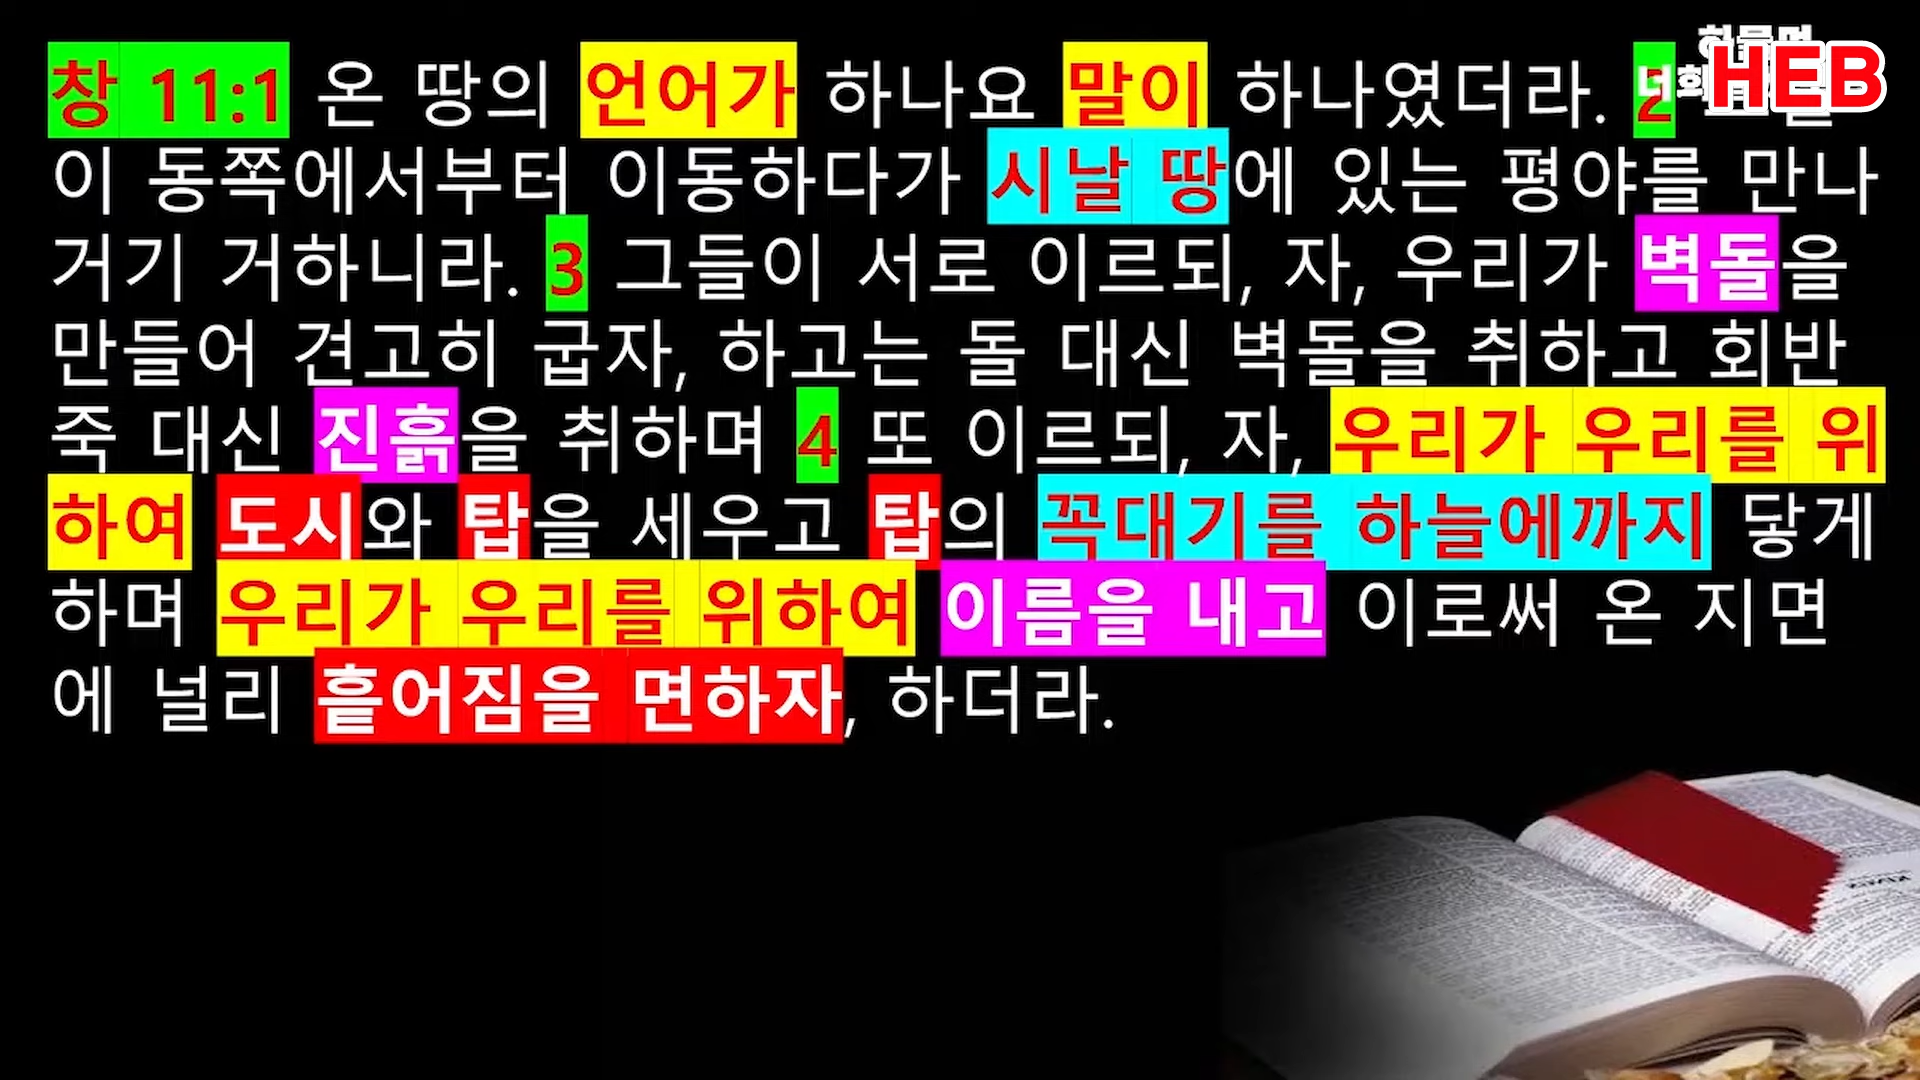 창 11:1 온 땅의 언어가 하나요 말이 하나였더라. 2
HEB
이 동쪽에서부터 이동하다가 시날 땅에 있는 평야를 만나
거기 거하니라. 3 그들이 서로 이르되, 자, 우리가 벽돌을
만들어 견고히 굽자, 하고는 돌 대신 벽돌을 취하고 회반
죽 대신 진흙을 취하며 4 또 이르되, 자, 우리가 우리를 위
하여 도시와 탑을 세우고 탑의 꼭대기를 하늘에까지 닿게
하며 우리가 우리를 위하여 이름을 내고 이로써 온 지면
에 널리 흩어짐을 면하자, 하더라.